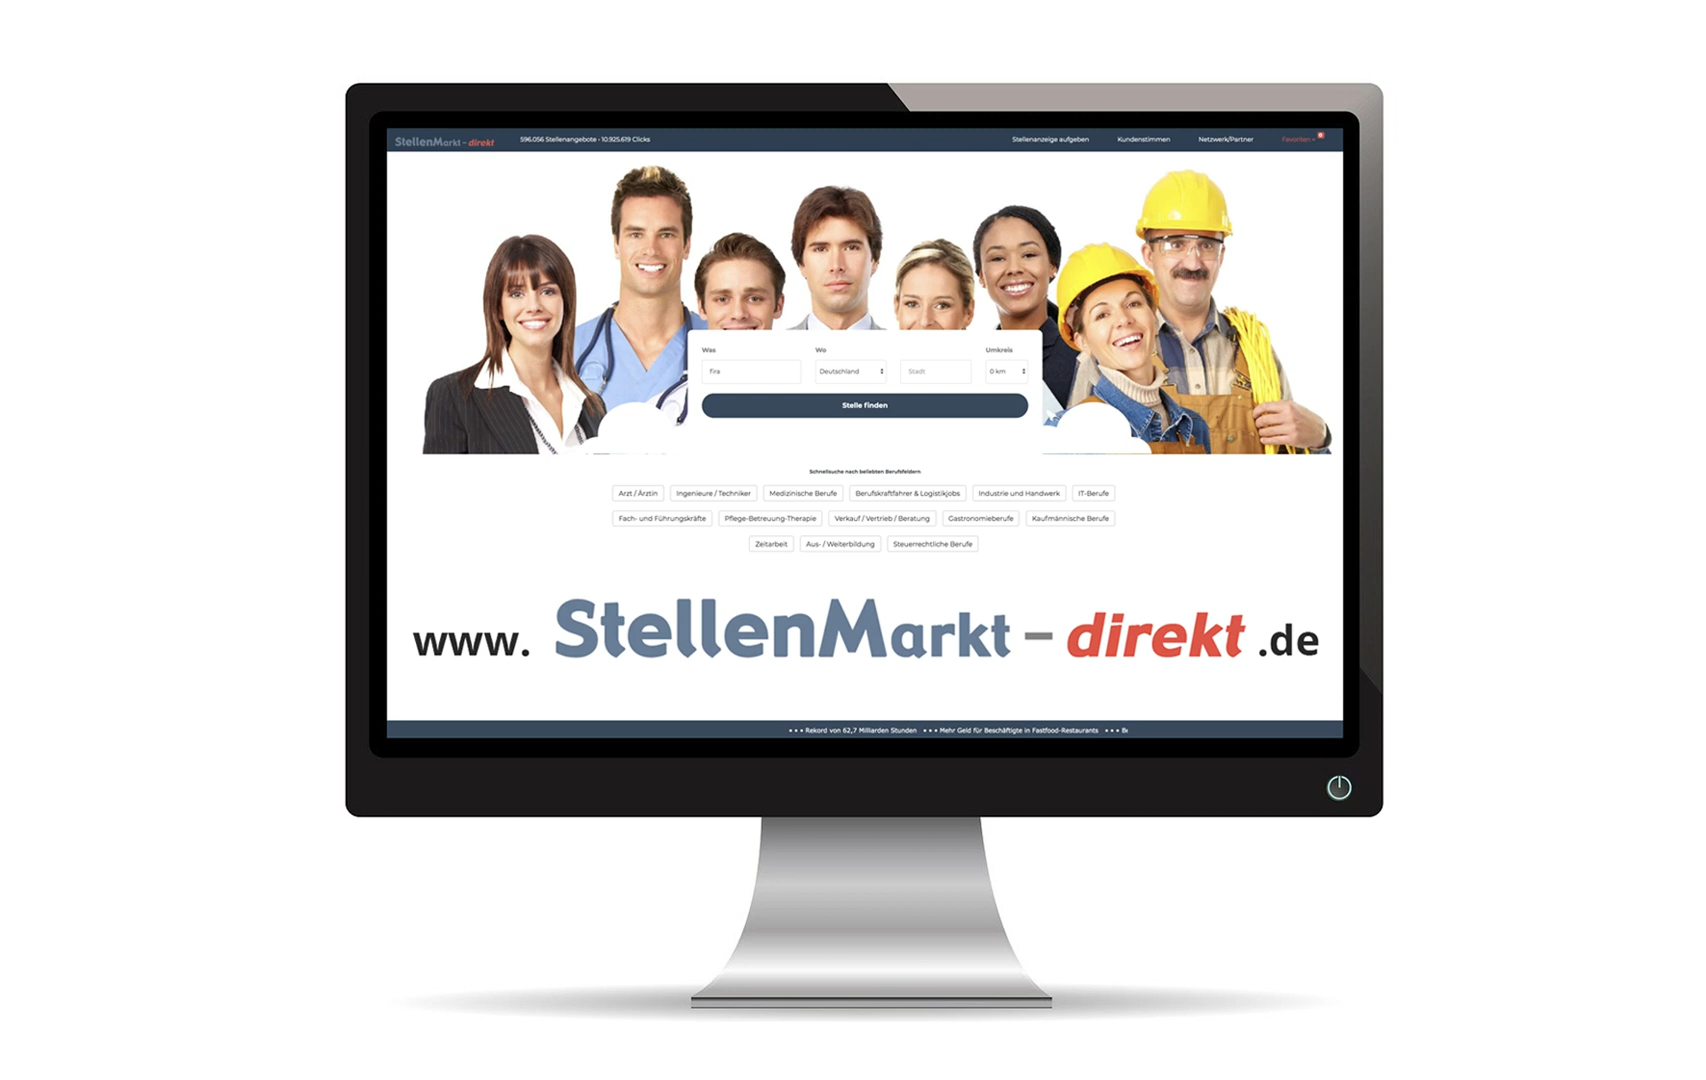 StellenMarkt-direkt 596.056 Stellenangebote • 10.925.619 Clicks Stellenanzeige aufgeben Kundenstimmen Netzwerk/Partner Favoriten
Was Wo Umkreis
fira Deutschland Stadt 0 km
Stelle finden
Schnellsuche nach beliebten Berufsfeldern
Arzt / Ärztin Ingenieure / Techniker Medizinische Berufe Berufskraftfahrer & Logistikjobs Industrie und Handwerk IT-Berufe
Fach- und Führungskräfte Pflege-Betreuung-Therapie Verkauf / Vertrieb / Beratung Gastronomieberufe Kaufmännische Berufe
Zeitarbeit Aus- / Weiterbildung Steuerrechtliche Berufe
www. StellenMarkt-direkt .de
• • • Rekord von 62,7 Milliarden Stunden • • • Mehr Geld für Beschäftigte in Fastfood-Restaurants • • •